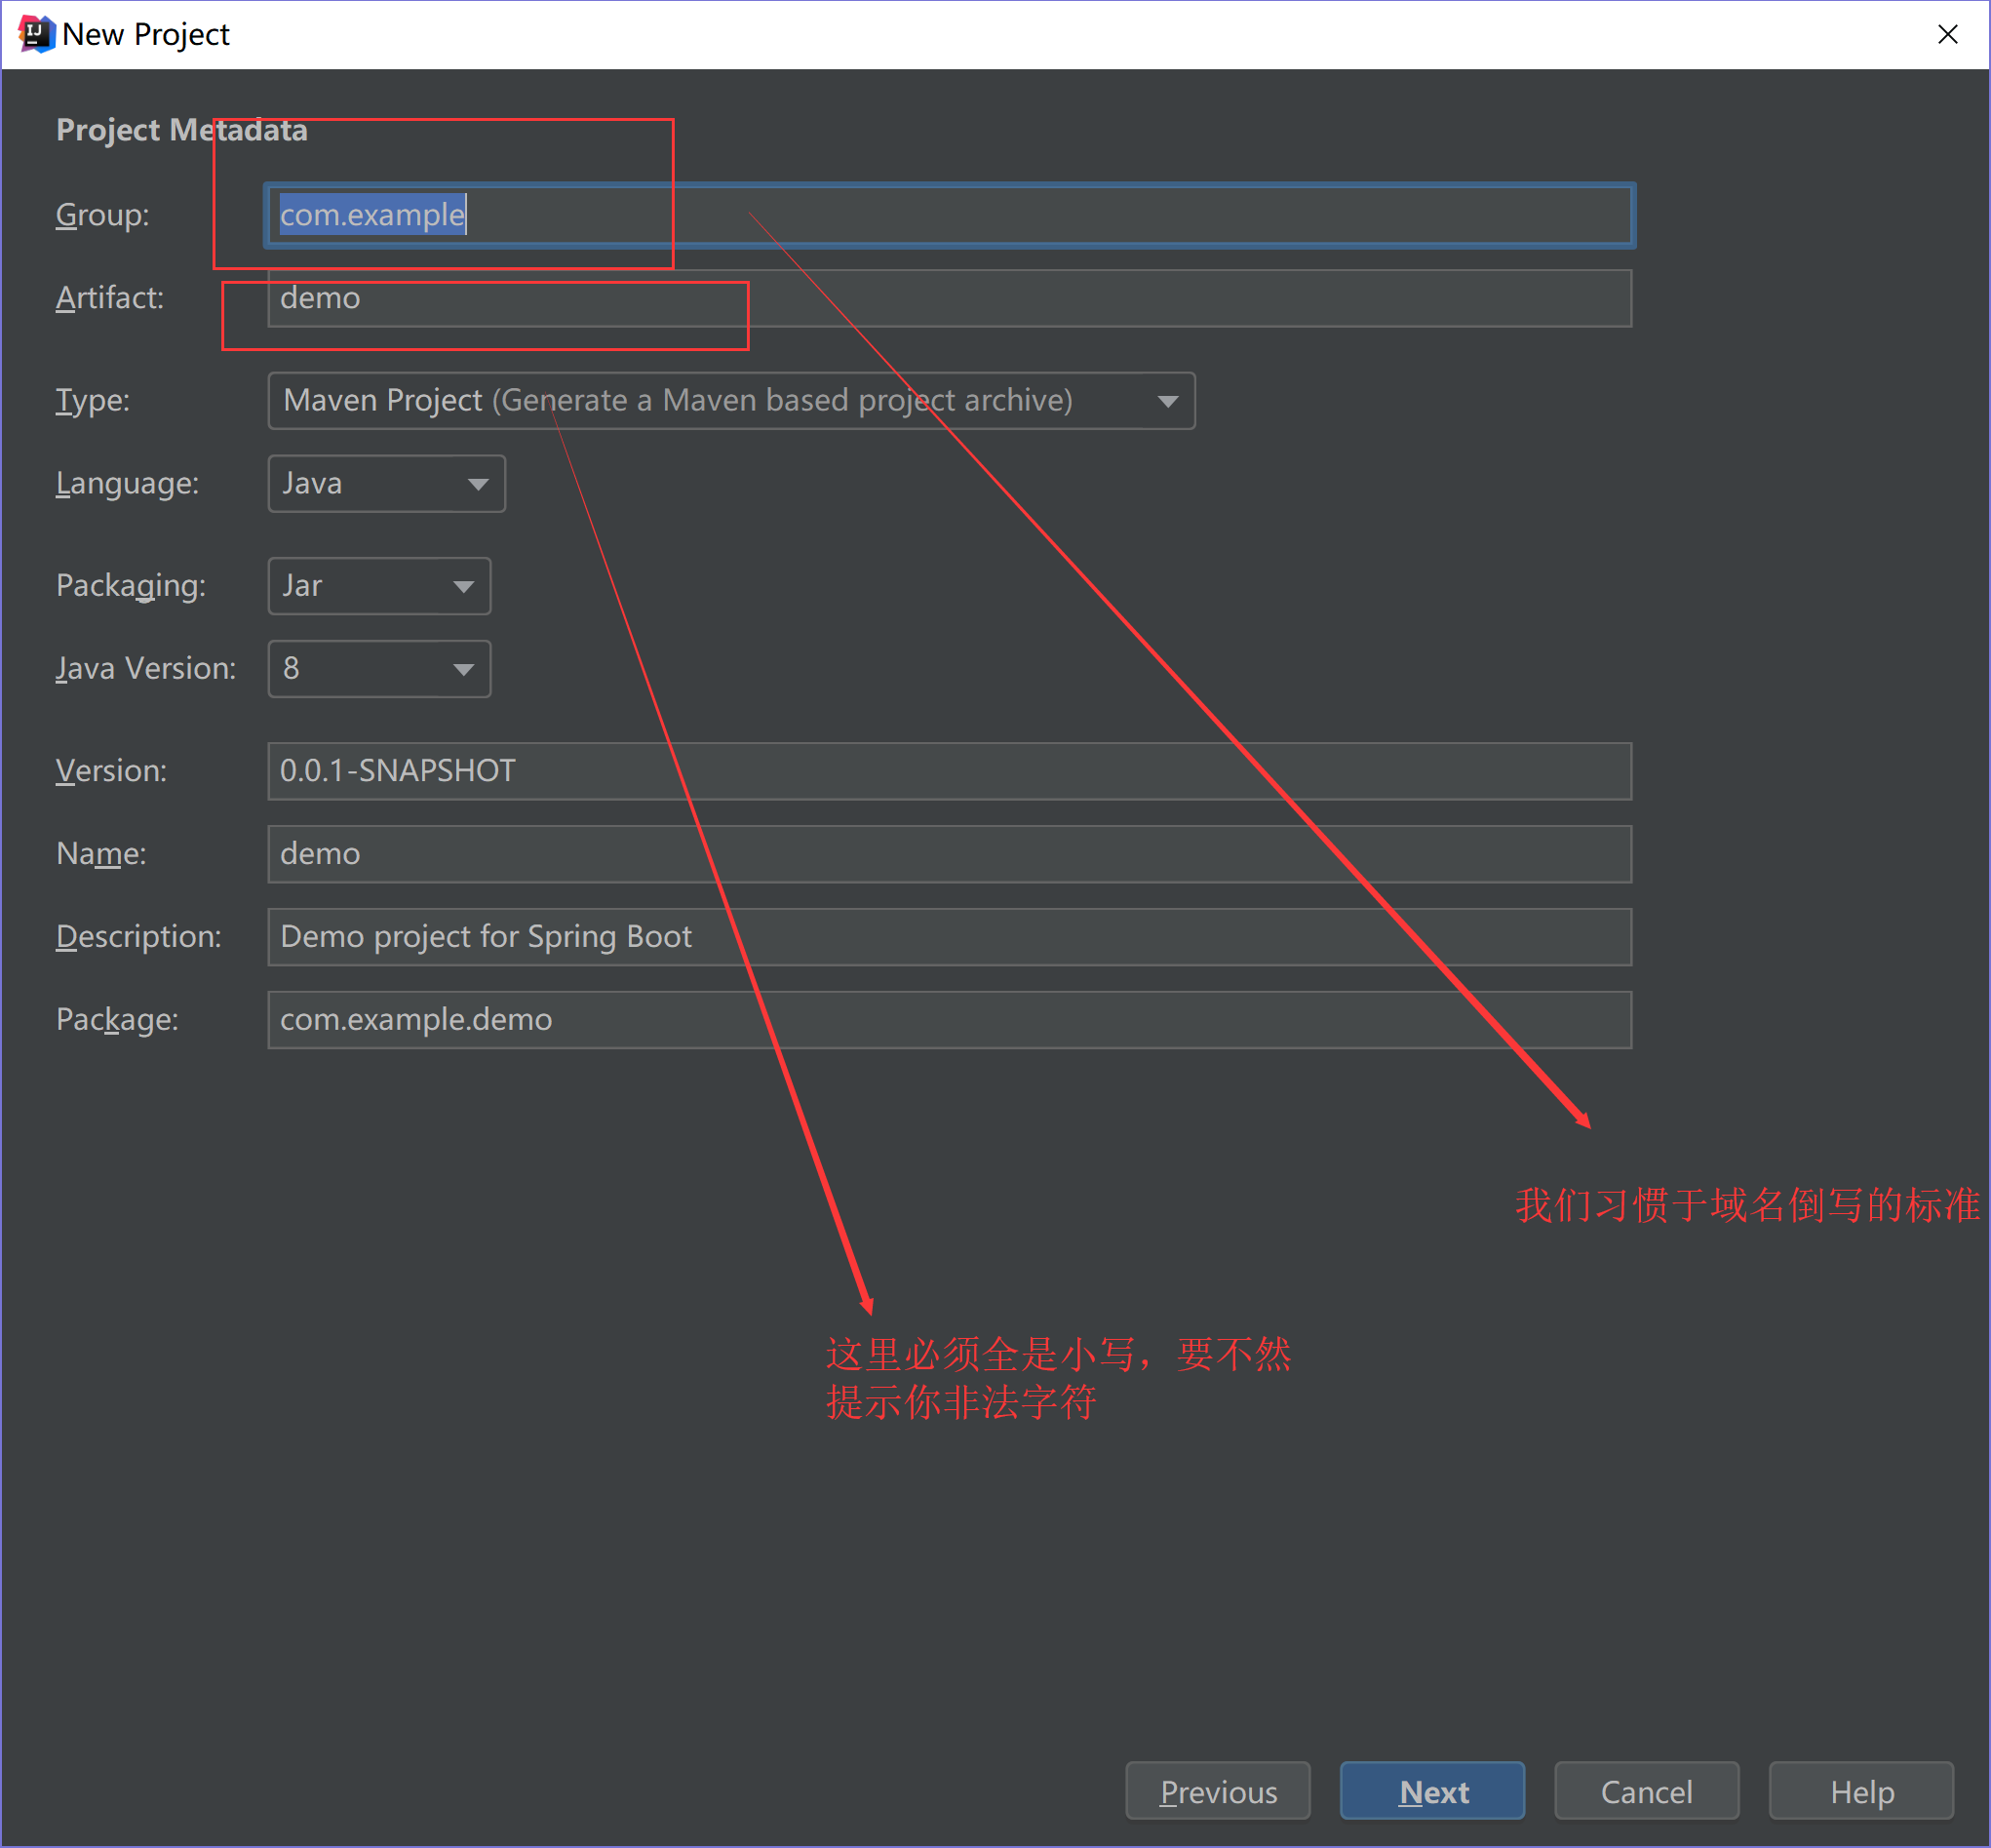 New Project
Project Metadata
Group: com.example
Artifact: demo
Type: Maven Project (Generate a Maven based project archive)
Language: Java
Packaging: Jar
Java Version: 8
Version: 0.0.1-SNAPSHOT
Name: demo
Description: Demo project for Spring Boot
Package: com.example.demo
我们习惯于域名倒写的标准
这里必须全是小写，要不然
提示你非法字符
Previous Next Cancel Help